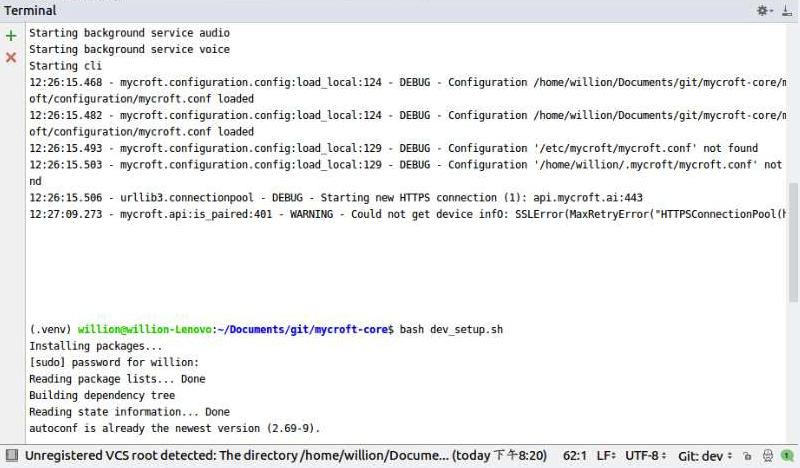 Terminal
Starting background service audio
Starting background service voice
Starting cli
12:26:15.468 - mycroft.configuration.config:load_local:124 - DEBUG - Configuration /home/willion/Documents/git/mycroft-core/m
oft/configuration/mycroft.conf loaded
12:26:15.482 - mycroft.configuration.config:load_local:124 - DEBUG - Configuration /home/willion/Documents/git/mycroft-core/m
oft/configuration/mycroft.conf loaded
12:26:15.493 - mycroft.configuration.config:load_local:129 - DEBUG - Configuration '/etc/mycroft/mycroft.conf' not found
12:26:15.503 - mycroft.configuration.config:load_local:129 - DEBUG - Configuration '/home/willion/.mycroft/mycroft.conf' not
nd
12:26:15.506 - urllib3.connectionpool - DEBUG - Starting new HTTPS connection (1): api.mycroft.ai:443
12:27:09.273 - mycroft.api:is_paired:401 - WARNING - Could not get device infO: SSLError(MaxRetryError("HTTPSConnectionPool(h
(.venv) willion@willion-Lenovo:~/Documents/git/mycroft-core$ bash dev_setup.sh
Installing packages...
[sudo] password for willion:
Reading package lists... Done
Building dependency tree
Reading state information... Done
autoconf is already the newest version (2.69-9).
Unregistered VCS root detected: The directory /home/willion/Docume... (today 下午8:20) 62:1 LF UTF-8 Git: dev 1